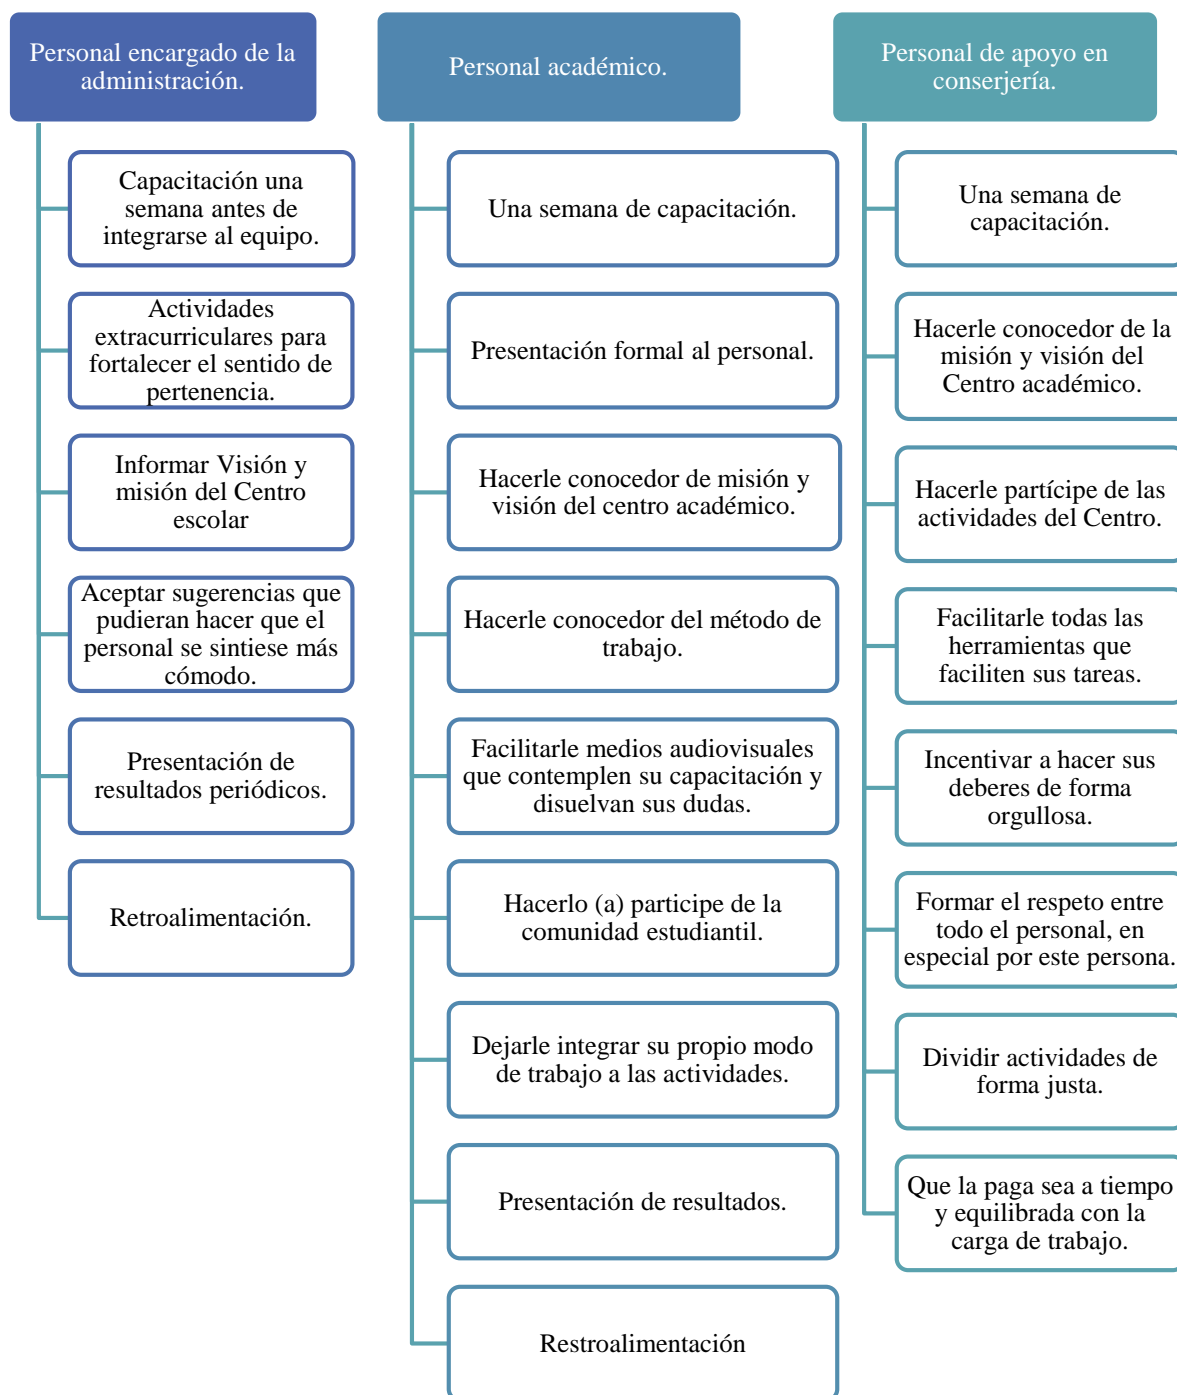 Personal encargado de la
administración.
Capacitación una
semana antes de
integrarse al equipo.
Actividades
extracurriculares para
fortalecer el sentido de
pertenencia.
Informar Visión y
misión del Centro
escolar
Aceptar sugerencias que
pudieran hacer que el
personal se sintiese más
cómodo.
Presentación de
resultados periódicos.
Retroalimentación.
Personal académico.
Una semana de capacitación.
Presentación formal al personal.
Hacerle conocedor de misión y
visión del centro académico.
Hacerle conocedor del método de
trabajo.
Facilitarle medios audiovisuales
que contemplen su capacitación y
disuelvan sus dudas.
Hacerlo (a) participe de la
comunidad estudiantil.
Dejarle integrar su propio modo
de trabajo a las actividades.
Presentación de resultados.
Restroalimentación
Personal de apoyo en
conserjería.
Una semana de
capacitación.
Hacerle conocedor de la
misión y visión del
Centro académico.
Hacerle partícipe de las
actividades del Centro.
Facilitarle todas las
herramientas que
faciliten sus tareas.
Incentivar a hacer sus
deberes de forma
orgullosa.
Formar el respeto entre
todo el personal, en
especial por este persona.
Dividir actividades de
forma justa.
Que la paga sea a tiempo
y equilibrada con la
carga de trabajo.